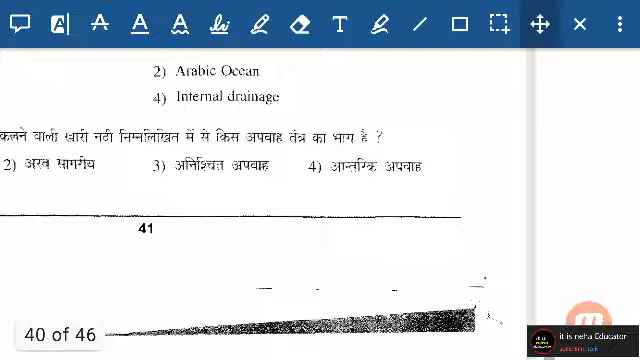 2) Arabic Ocean
4) Internal drainage
कलने वाली खारी नदी निम्नलिखित में से किस अपवाह तंत्र का भाग है ?
2) अरब सागरीय 3) अनिश्चित अपवाह 4) आन्तरिक अपवाह
41
40 of 46
it is neha Educator
SUBSCRIBE